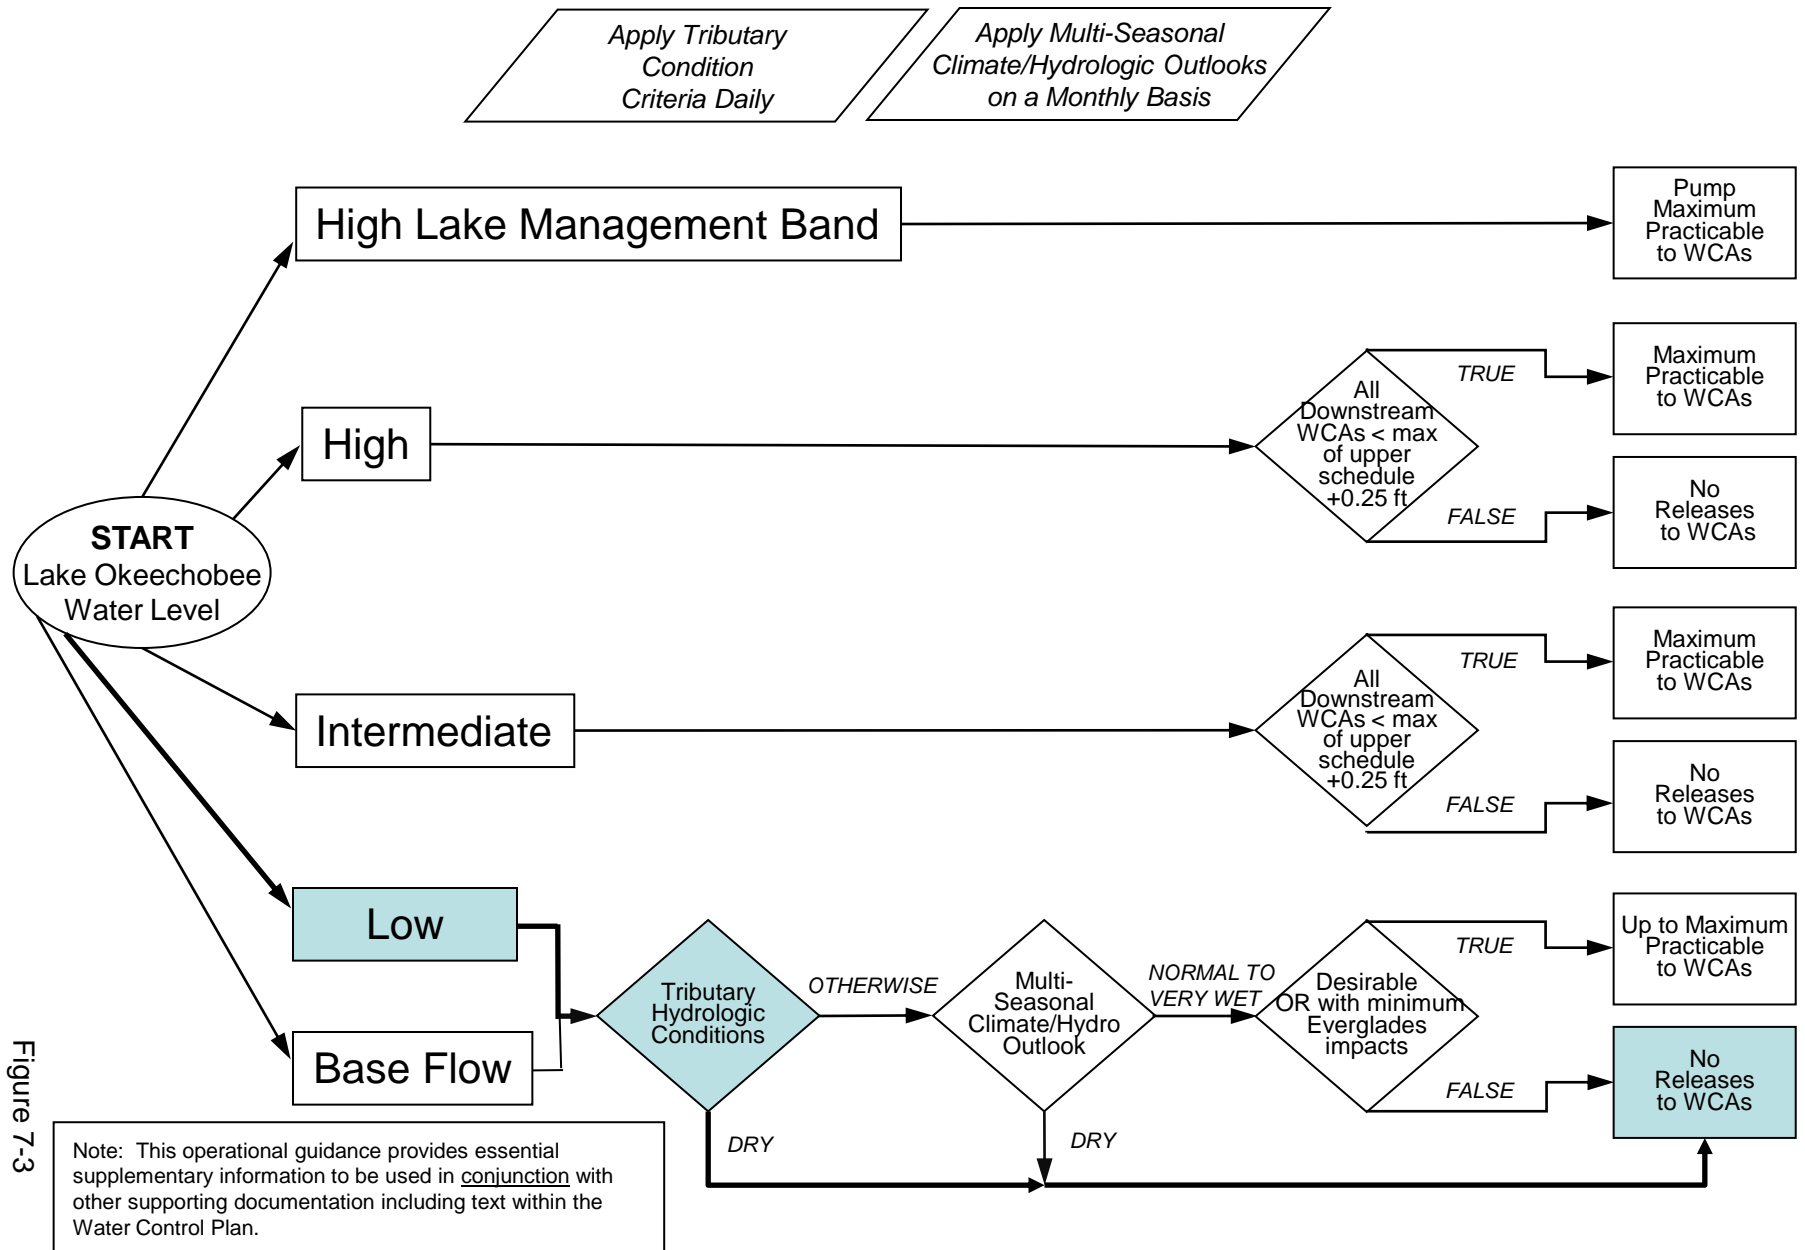 Apply Tributary
Condition
Criteria Daily
Apply Multi-Seasonal
Climate/Hydrologic Outlooks
on a Monthly Basis
High Lake Management Band
Pump
Maximum
Practicable
to WCAs
High
All
Downstream
WCAs < max
of upper
schedule
+0.25 ft
TRUE
Maximum
Practicable
to WCAs
FALSE
No
Releases
to WCAs
START
Lake Okeechobee
Water Level
Intermediate
All
Downstream
WCAs < max
of upper
schedule
+0.25 ft
TRUE
Maximum
Practicable
to WCAs
FALSE
No
Releases
to WCAs
Low
Base Flow
Tributary
Hydrologic
Conditions
OTHERWISE
DRY
Multi-
Seasonal
Climate/Hydro
Outlook
NORMAL TO
VERY WET
DRY
Desirable
OR with minimum
Everglades
impacts
TRUE
Up to Maximum
Practicable
to WCAs
FALSE
No
Releases
to WCAs
Figure 7-3
Note: This operational guidance provides essential
supplementary information to be used in conjunction with
other supporting documentation including text within the
Water Control Plan.